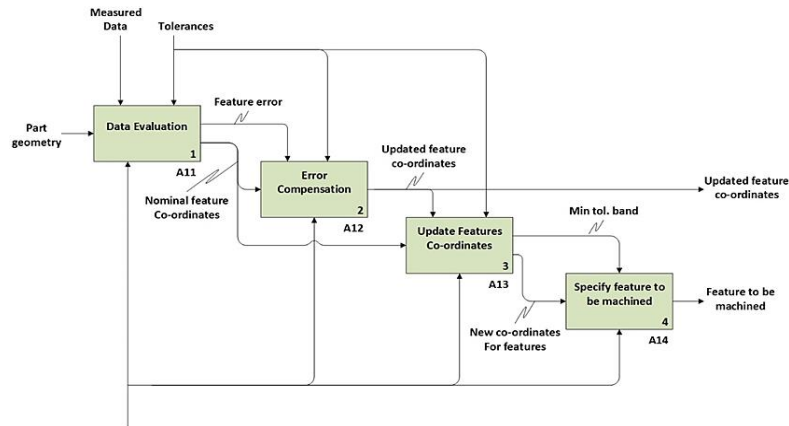 Measured
Data
Tolerances
Part
geometry
Data Evaluation
1
A11
Feature error
Nominal feature
Co-ordinates
Error
Compensation
2
A12
Updated feature
co-ordinates
Updated feature
co-ordinates
Update Features
Co-ordinates
3
A13
Min tol. band
New co-ordinates
For features
Specify feature to
be machined
4
A14
Feature to be
machined